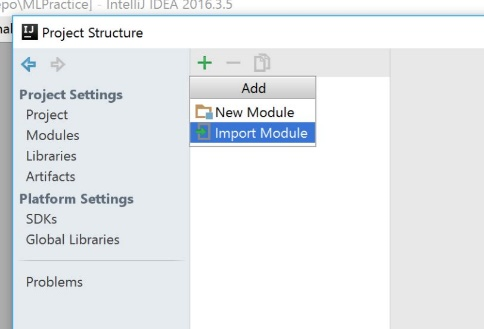 epo\MLPractice] - IntelliJ IDEA 2016.3.5
Project Structure
Project Settings
Project
Modules
Libraries
Artifacts
Platform Settings
SDKs
Global Libraries
Problems
Add
New Module
Import Module